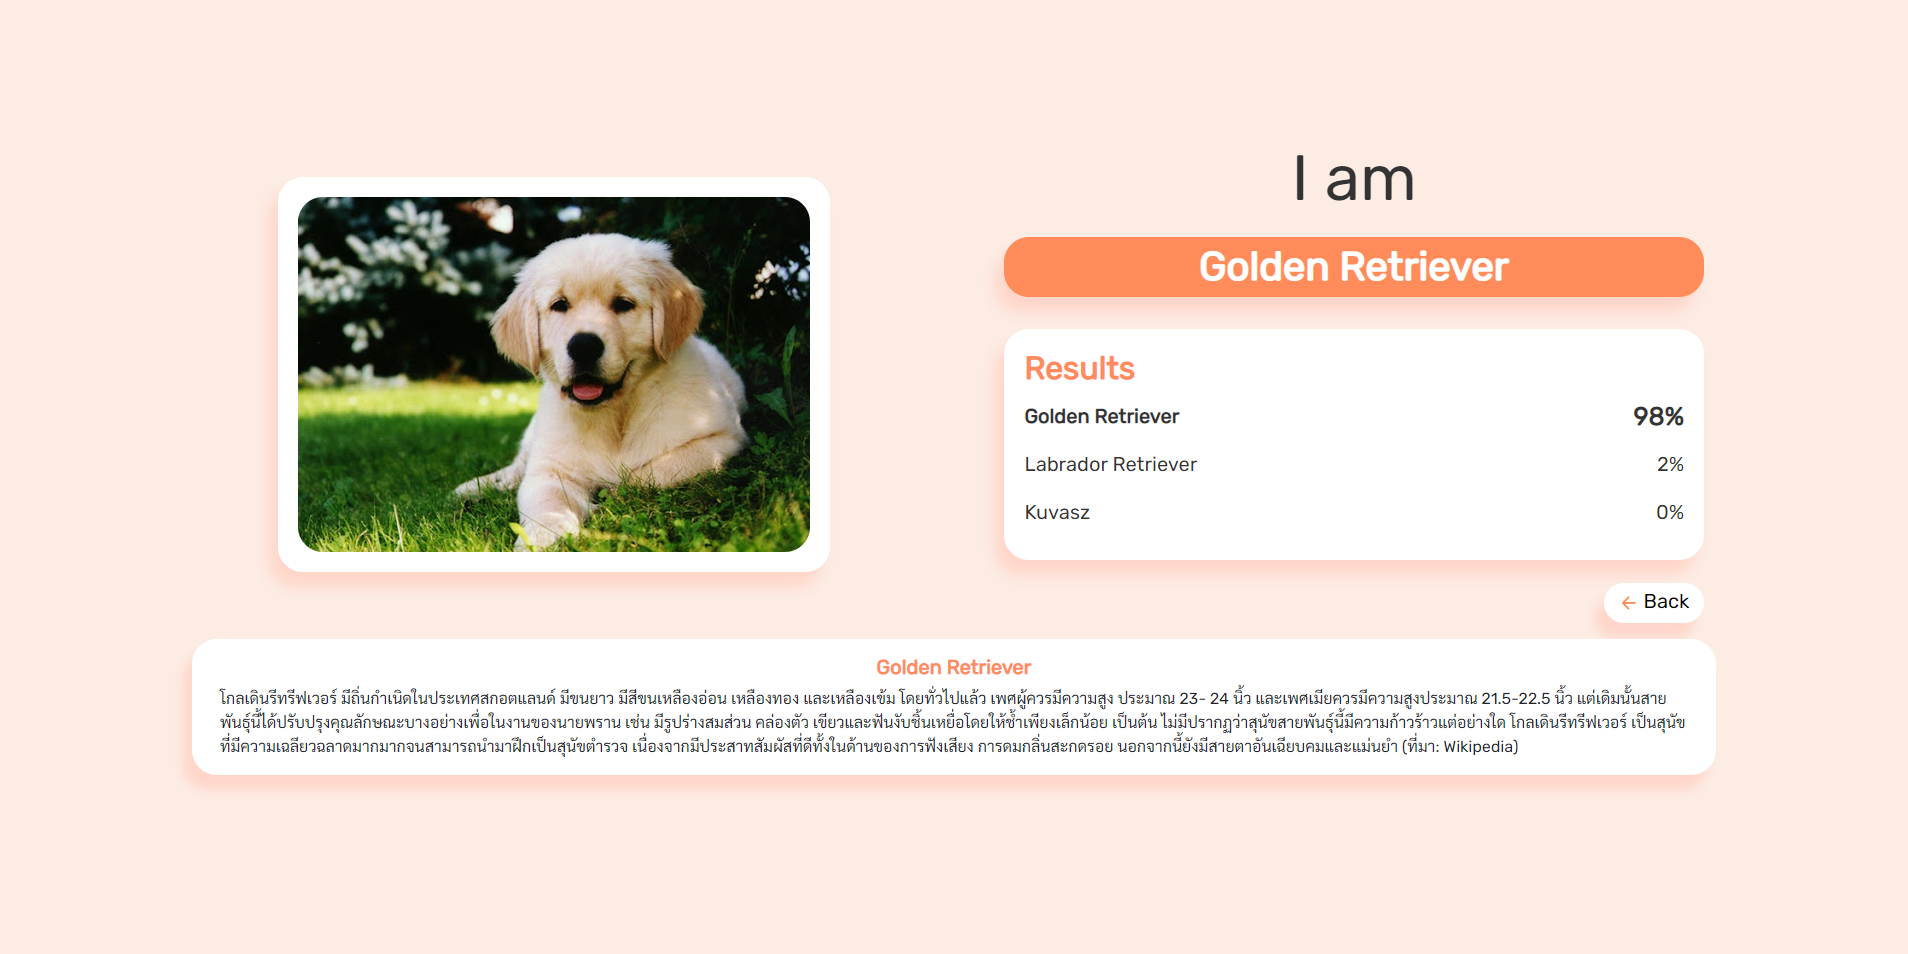 I am
Golden Retriever
Results
Golden Retriever 98%
Labrador Retriever 2%
Kuvasz 0%
← Back
Golden Retriever
โกลเดินรีทรีฟเวอร์ มีถิ่นกำเนิดในประเทศสกอตแลนด์ มีขนยาว มีสีขนเหลืองอ่อน เหลืองทอง และเหลืองเข้ม โดยทั่วไปแล้ว เพศผู้ควรมีความสูง ประมาณ 23- 24 นิ้ว และเพศเมียควรมีความสูงประมาณ 21.5-22.5 นิ้ว แต่เดิมนั้นสาย
พันธุ์นี้ได้ปรับปรุงคุณลักษณะบางอย่างเพื่อในงานของนายพราน เช่น มีรูปร่างสมส่วน คล่องตัว เขียวและฟันงับชิ้นเหยื่อโดยให้ช้ำเพียงเล็กน้อย เป็นต้น ไม่มีปรากฏว่าสุนัขสายพันธุ์นี้มีความก้าวร้าวแต่อย่างใด โกลเดินรีทรีฟเวอร์ เป็นสุนัข
ที่มีความเฉลียวฉลาดมากมากจนสามารถนำมาฝึกเป็นสุนัขตำรวจ เนื่องจากมีประสาทสัมผัสที่ดีทั้งในด้านของการฟังเสียง การดมกลิ่นสะกดรอย นอกจากนี้ยังมีสายตาอันเฉียบคมและแม่นยำ (ที่มา: Wikipedia)